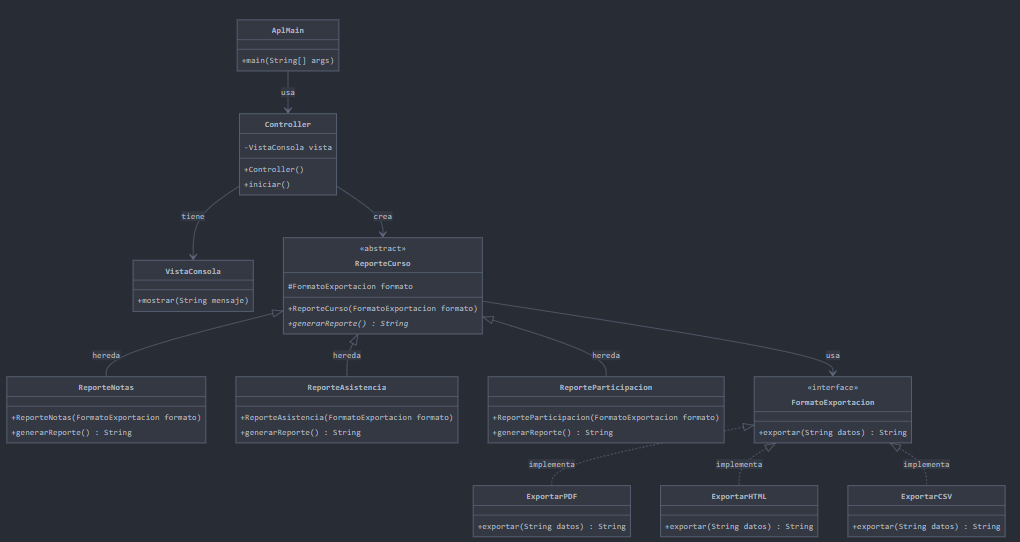 AplMain
+main(String[] args)
usa
Controller
-VistaConsola vista
+Controller()
+iniciar()
tiene
crea
«abstract»
ReporteCurso
#FormatoExportacion formato
+ReporteCurso(FormatoExportacion formato)
+generarReporte() : String
VistaConsola
+mostrar(String mensaje)
hereda
hereda
hereda
usa
ReporteNotas
+ReporteNotas(FormatoExportacion formato)
+generarReporte() : String
ReporteAsistencia
+ReporteAsistencia(FormatoExportacion formato)
+generarReporte() : String
ReporteParticipacion
+ReporteParticipacion(FormatoExportacion formato)
+generarReporte() : String
«interface»
FormatoExportacion
+exportar(String datos) : String
implementa
implementa
implementa
ExportarPDF
+exportar(String datos) : String
ExportarHTML
+exportar(String datos) : String
ExportarCSV
+exportar(String datos) : String